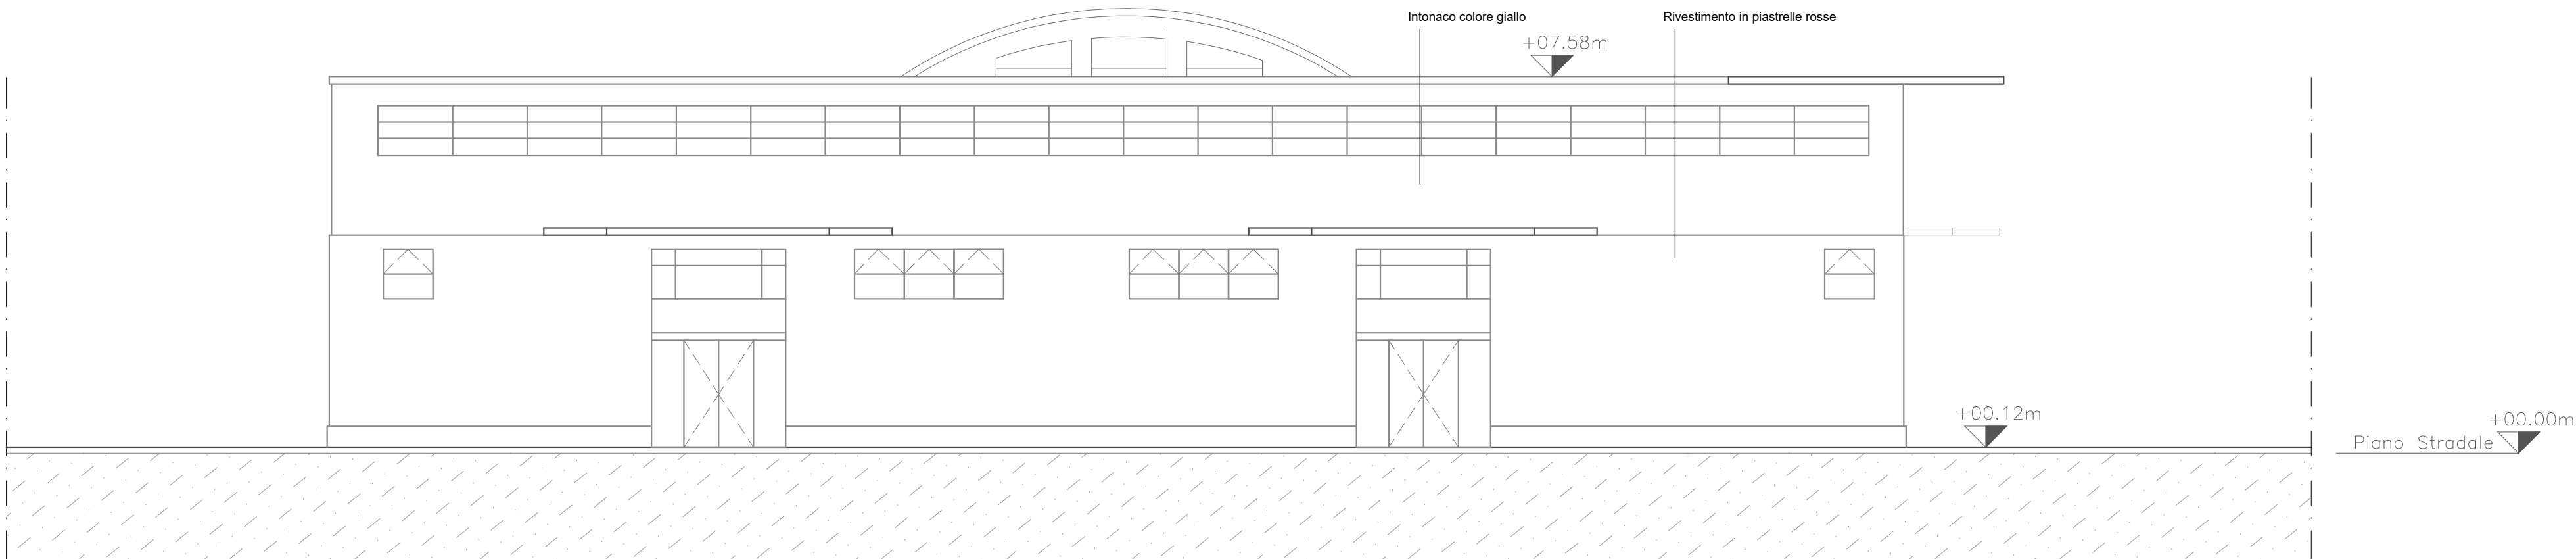 Intonaco colore giallo
Rivestimento in piastrelle rosse
+07.58m
+00.12m
+00.00m
Piano Stradale